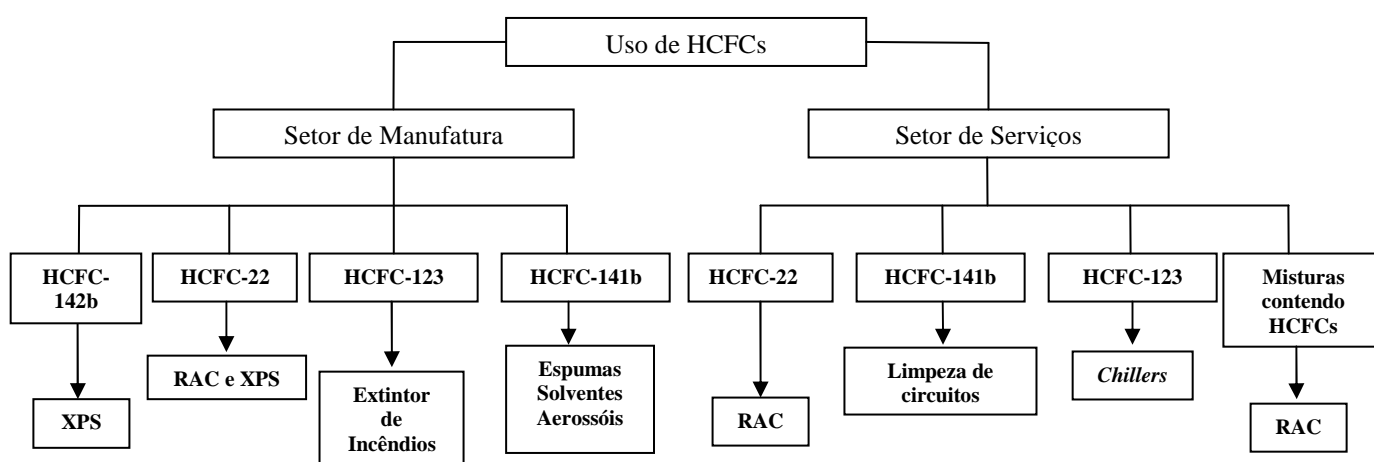 Uso de HCFCs
Setor de Manufatura
Setor de Serviços
HCFC-
142b
HCFC-22
HCFC-123
HCFC-141b
HCFC-22
HCFC-141b
HCFC-123
Misturas
contendo
HCFCs
XPS
RAC e XPS
Extintor
de
Incêndios
Espumas
Solventes
Aerossóis
RAC
Limpeza de
circuitos
Chillers
RAC